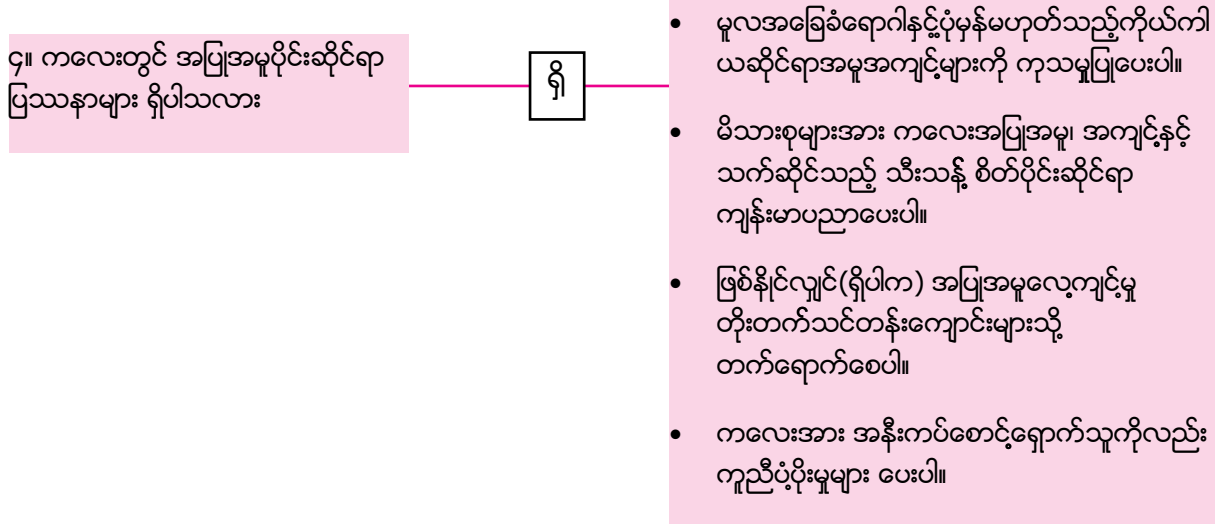 ၄။ ကလေးတွင် အပြုအမူပိုင်းဆိုင်ရာ
ပြဿနာများ ရှိပါသလား
ရှိ
• မူလအခြေခံရောဂါနှင့်ပုံမှန်မဟုတ်သည့်ကိုယ်ကာ
ယဆိုင်ရာအမူအကျင့်များကို ကုသမှုပြုပေးပါ။
• မိသားစုများအား ကလေးအပြုအမူ၊ အကျင့်နှင့်
သက်ဆိုင်သည့် သီးသန့် စိတ်ပိုင်းဆိုင်ရာ
ကျန်းမာပညာပေးပါ။
• ဖြစ်နိုင်လျှင်(ရှိပါက) အပြုအမူလေ့ကျင့်မှု
တိုးတက်သင်တန်းကျောင်းများသို့
တက်ရောက်စေပါ။
• ကလေးအား အနီးကပ်စောင့်ရှောက်သူကိုလည်း
ကူညီပံ့ပိုးမှုများ ပေးပါ။